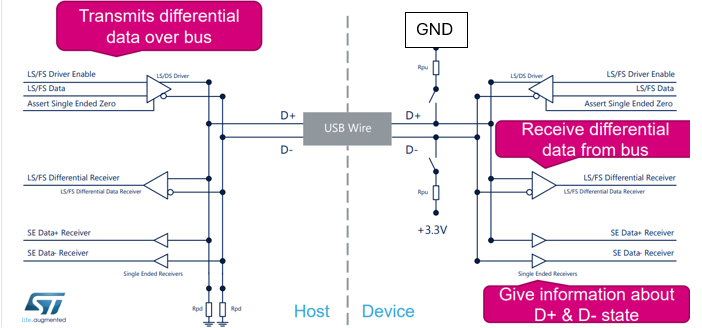 Transmits differential
data over bus
GND
LS/FS Driver Enable
LS/DS Driver
LS/FS Data
Assert Single Ended Zero
Rpu
LS/DS Driver
LS/FS Driver Enable
LS/FS Data
Assert Single Ended Zero
D+
USB Wire
D+
D-
D-
Receive differential
data from bus
LS/FS Differential Receiver
LS/FS Differential Data Receiver
Rpu
LS/FS Differential Receiver
LS/FS Differential Data Receiver
+3.3V
SE Data+ Receiver
SE Data- Receiver
Single Ended Receivers
SE Data+ Receiver
SE Data- Receiver
Single Ended Receivers
Rpd
Rpd
Host
Device
Give information about
D+ & D- state
ST
life.augmented